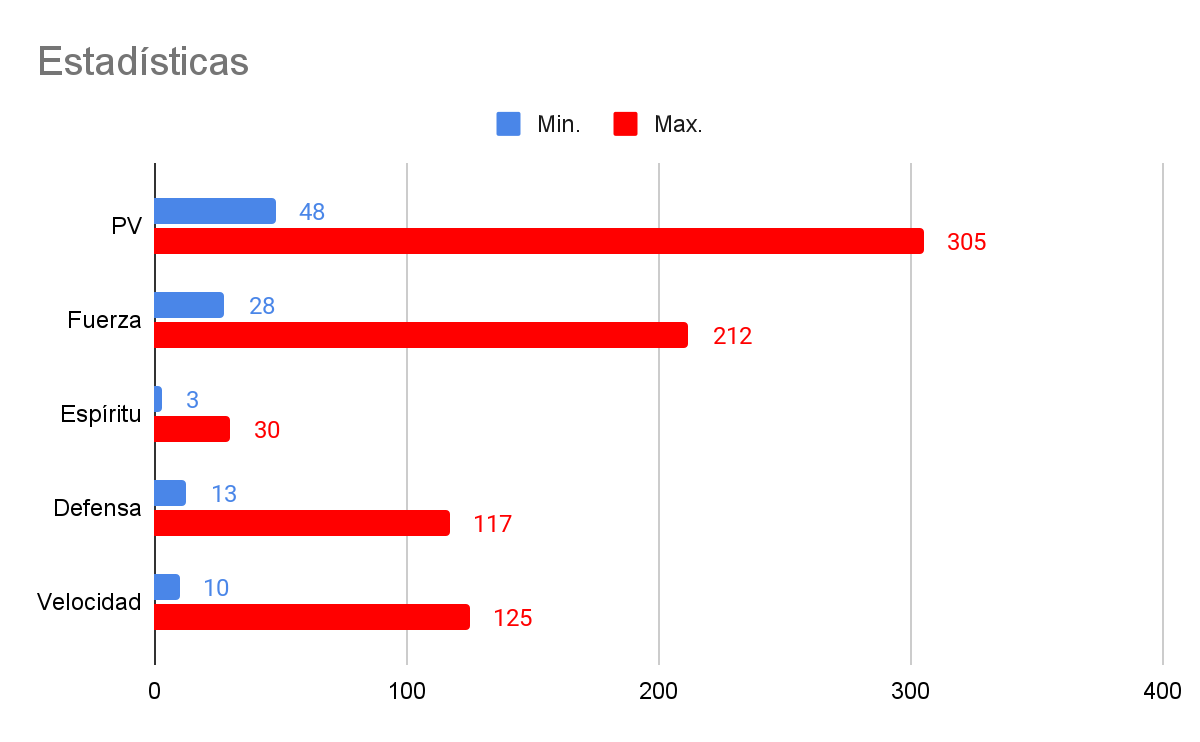 Estadísticas
Min. Max.
48
PV
305
28
Fuerza
212
3
Espíritu
30
13
Defensa
117
10
Velocidad
125
0 100 200 300 400